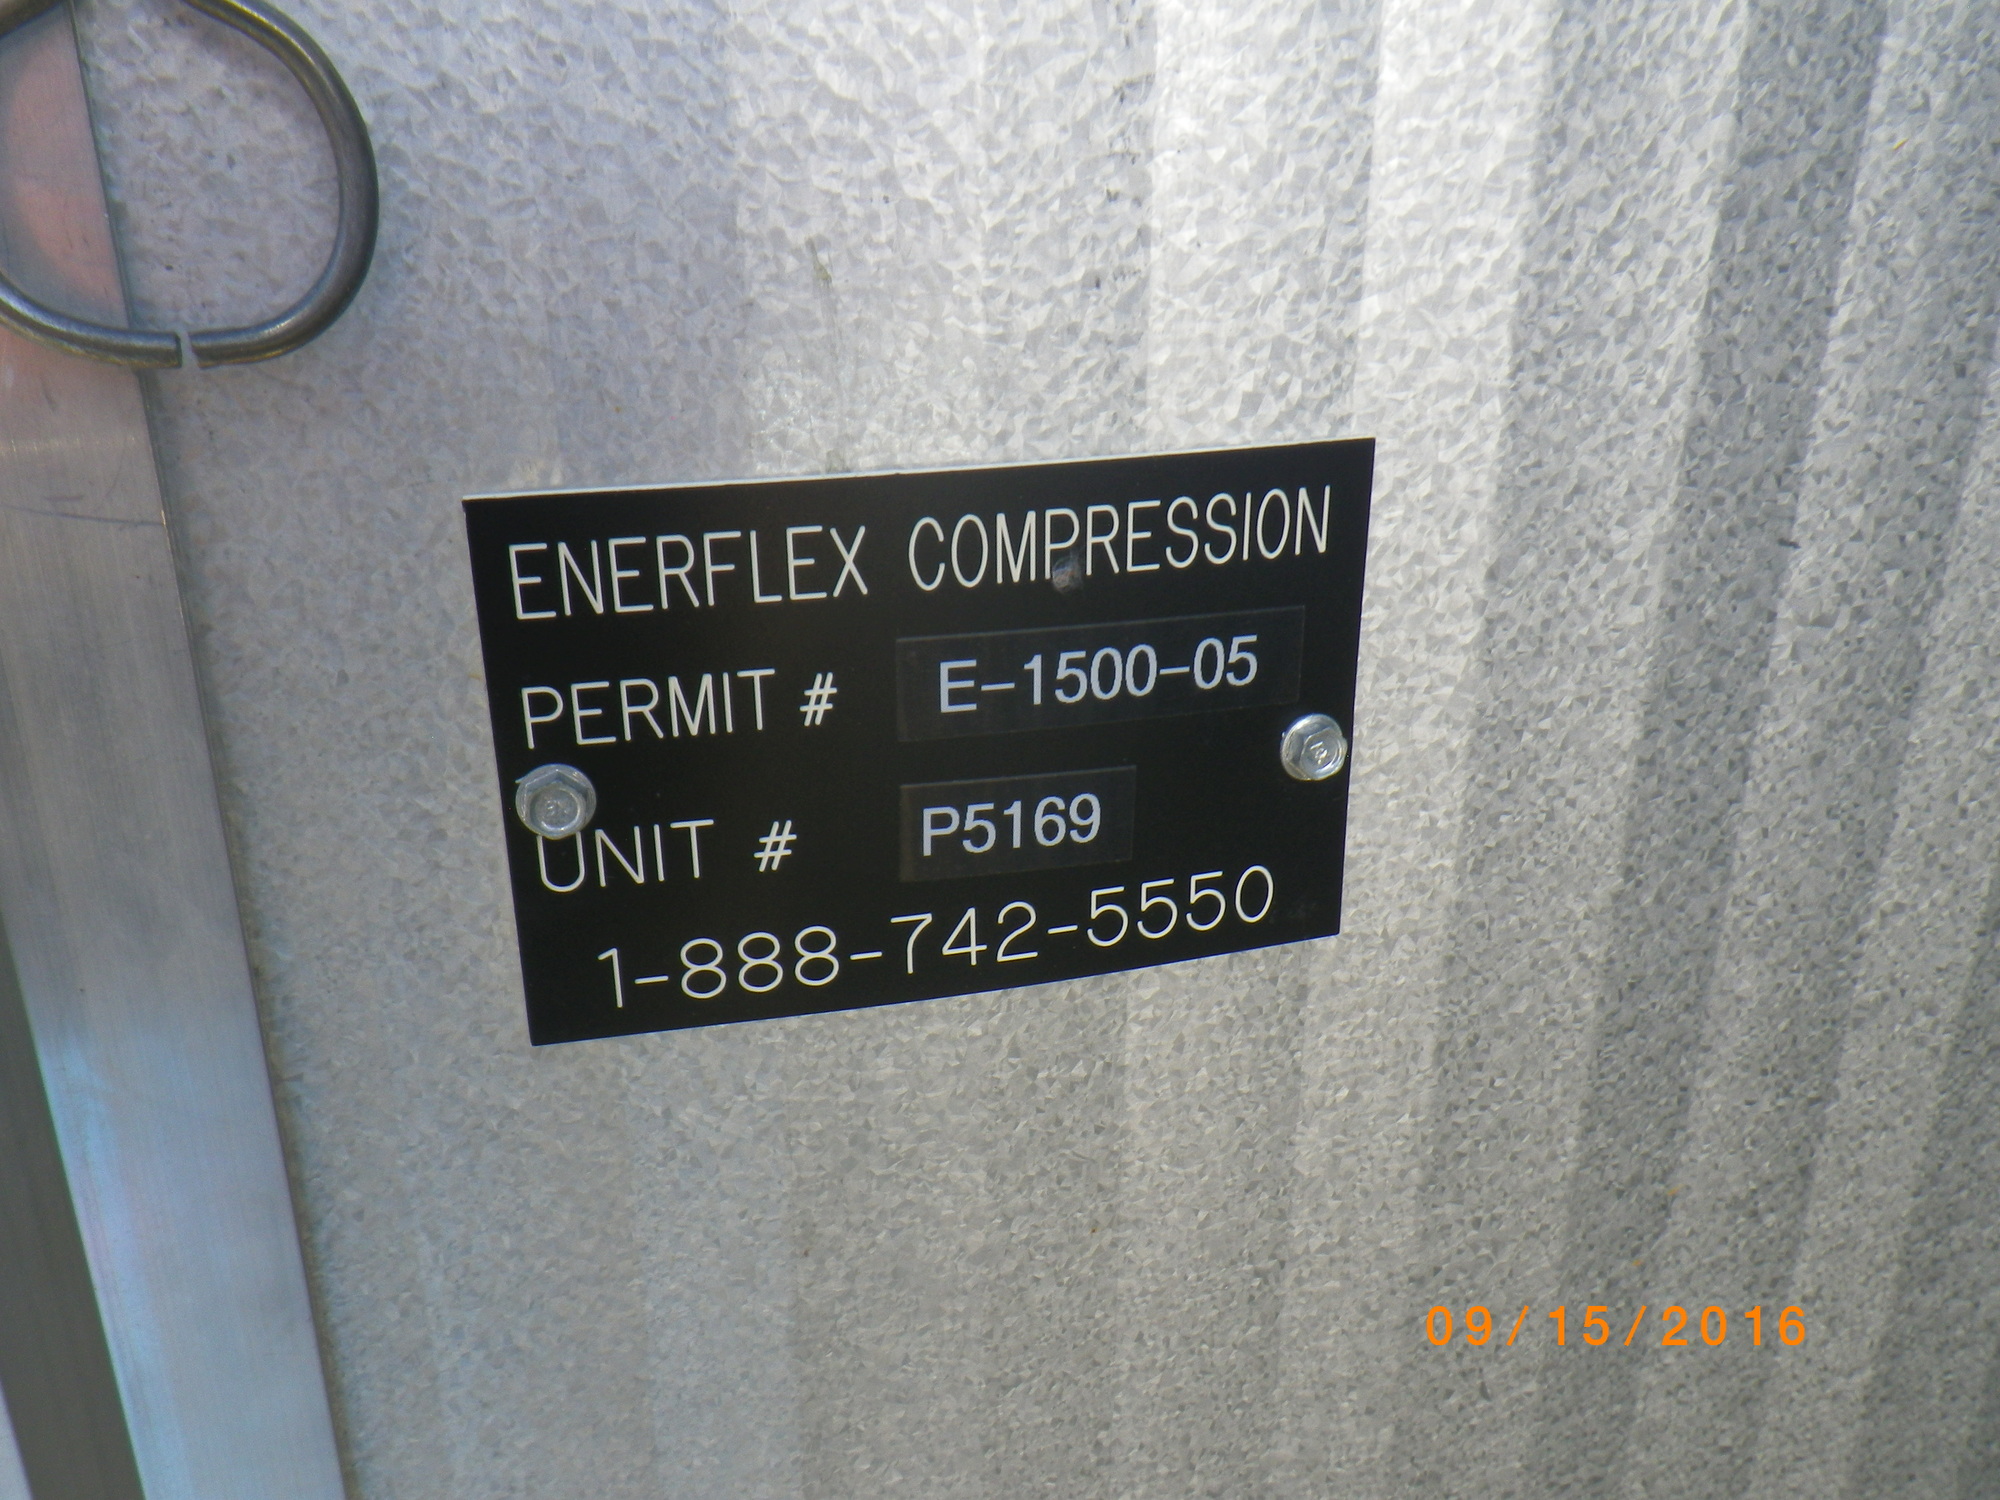 ENERFLEX COMPRESSION
PERMIT # E-1500-05
UNIT # P5169
1-888-742-5550
09/15/2016